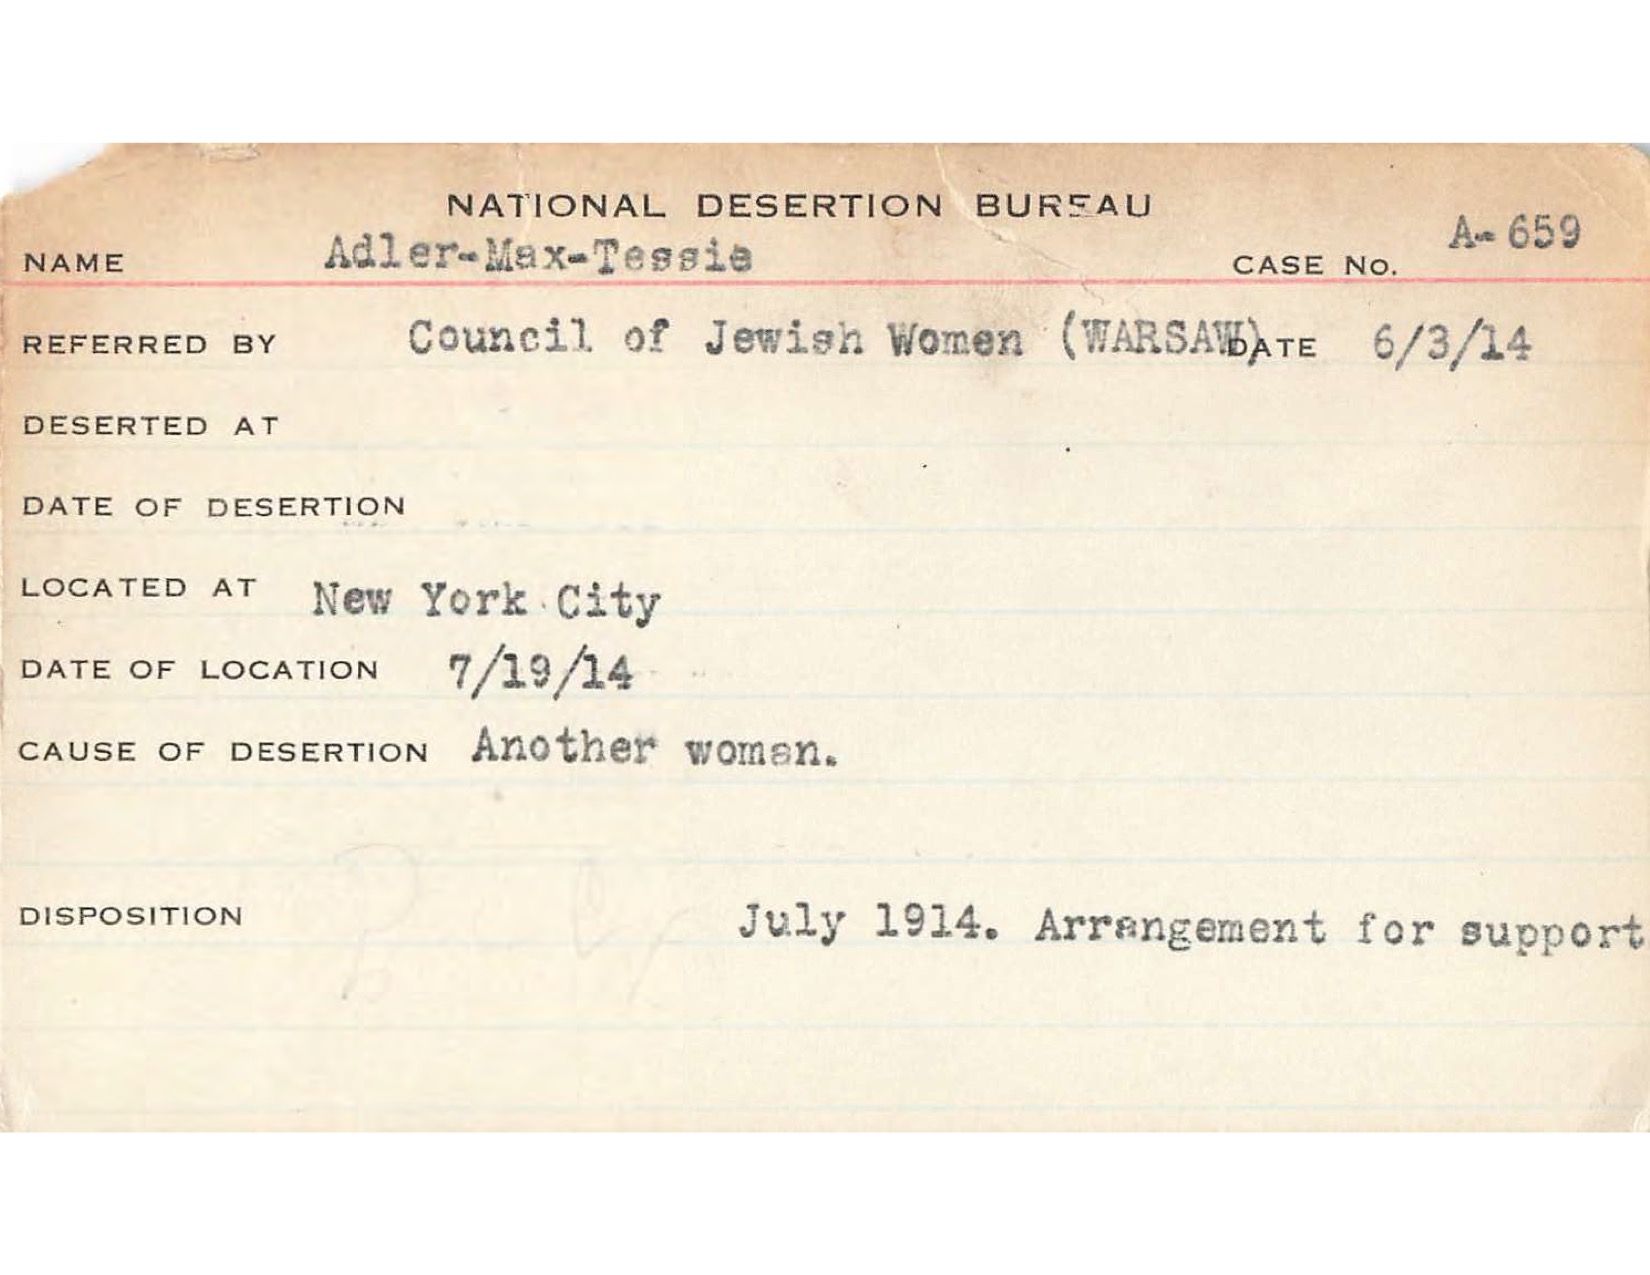 NATIONAL DESERTION BUREAU
NAME Adler-Max-Tessie CASE No. A-659
REFERRED BY Council of Jewish Women (WARSAW) DATE 6/3/14
DESERTED AT
DATE OF DESERTION
LOCATED AT New York City
DATE OF LOCATION 7/19/14
CAUSE OF DESERTION Another woman.
DISPOSITION July 1914. Arrangement for support